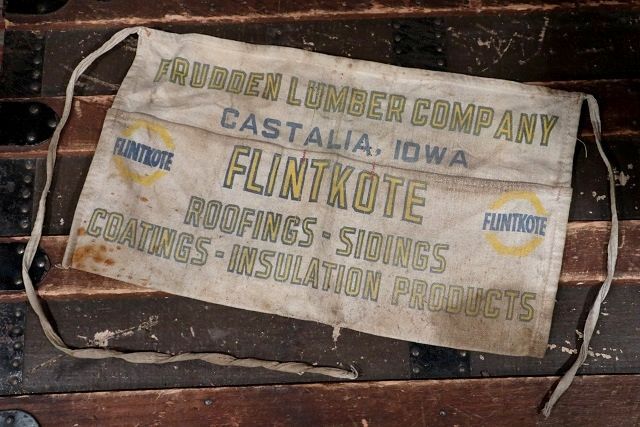 FRUDDEN LUMBER COMPANY
CASTALIA, IOWA
FLINTKOTE
FLINTKOTE
FLINTKOTE
ROOFINGS - SIDINGS
COATINGS - INSULATION PRODUCTS